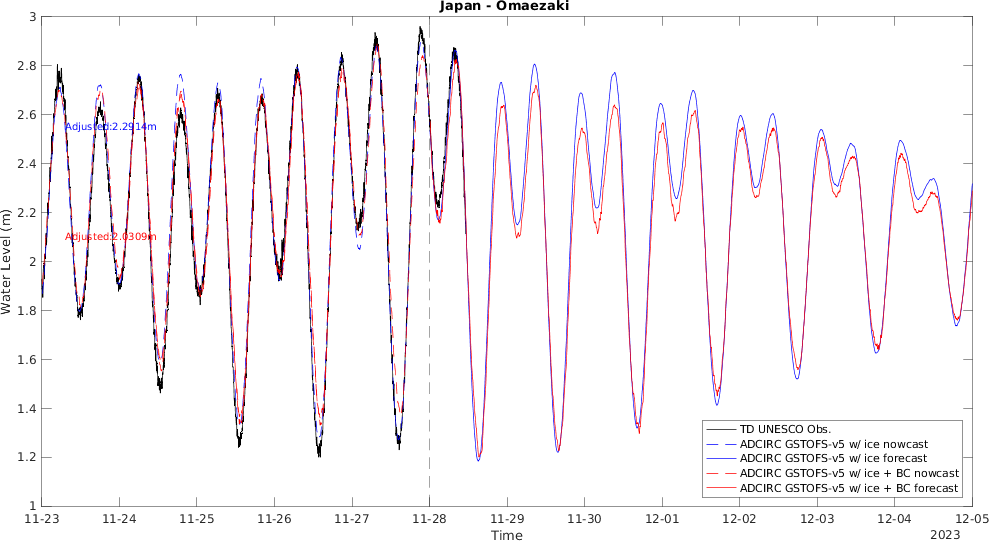 Japan - Omaezaki
3
2.8
2.6
2.4
2.2
2
1.8
1.6
1.4
1.2
1
Water Level (m)
Adjusted:2.2914m
Adjusted:2.0309m
TD UNESCO Obs.
ADCIRC GSTOFS-v5 w/ ice nowcast
ADCIRC GSTOFS-v5 w/ ice forecast
ADCIRC GSTOFS-v5 w/ ice + BC nowcast
ADCIRC GSTOFS-v5 w/ ice + BC forecast
11-23 11-24 11-25 11-26 11-27 11-28 11-29 11-30 12-01 12-02 12-03 12-04 12-05
Time
2023